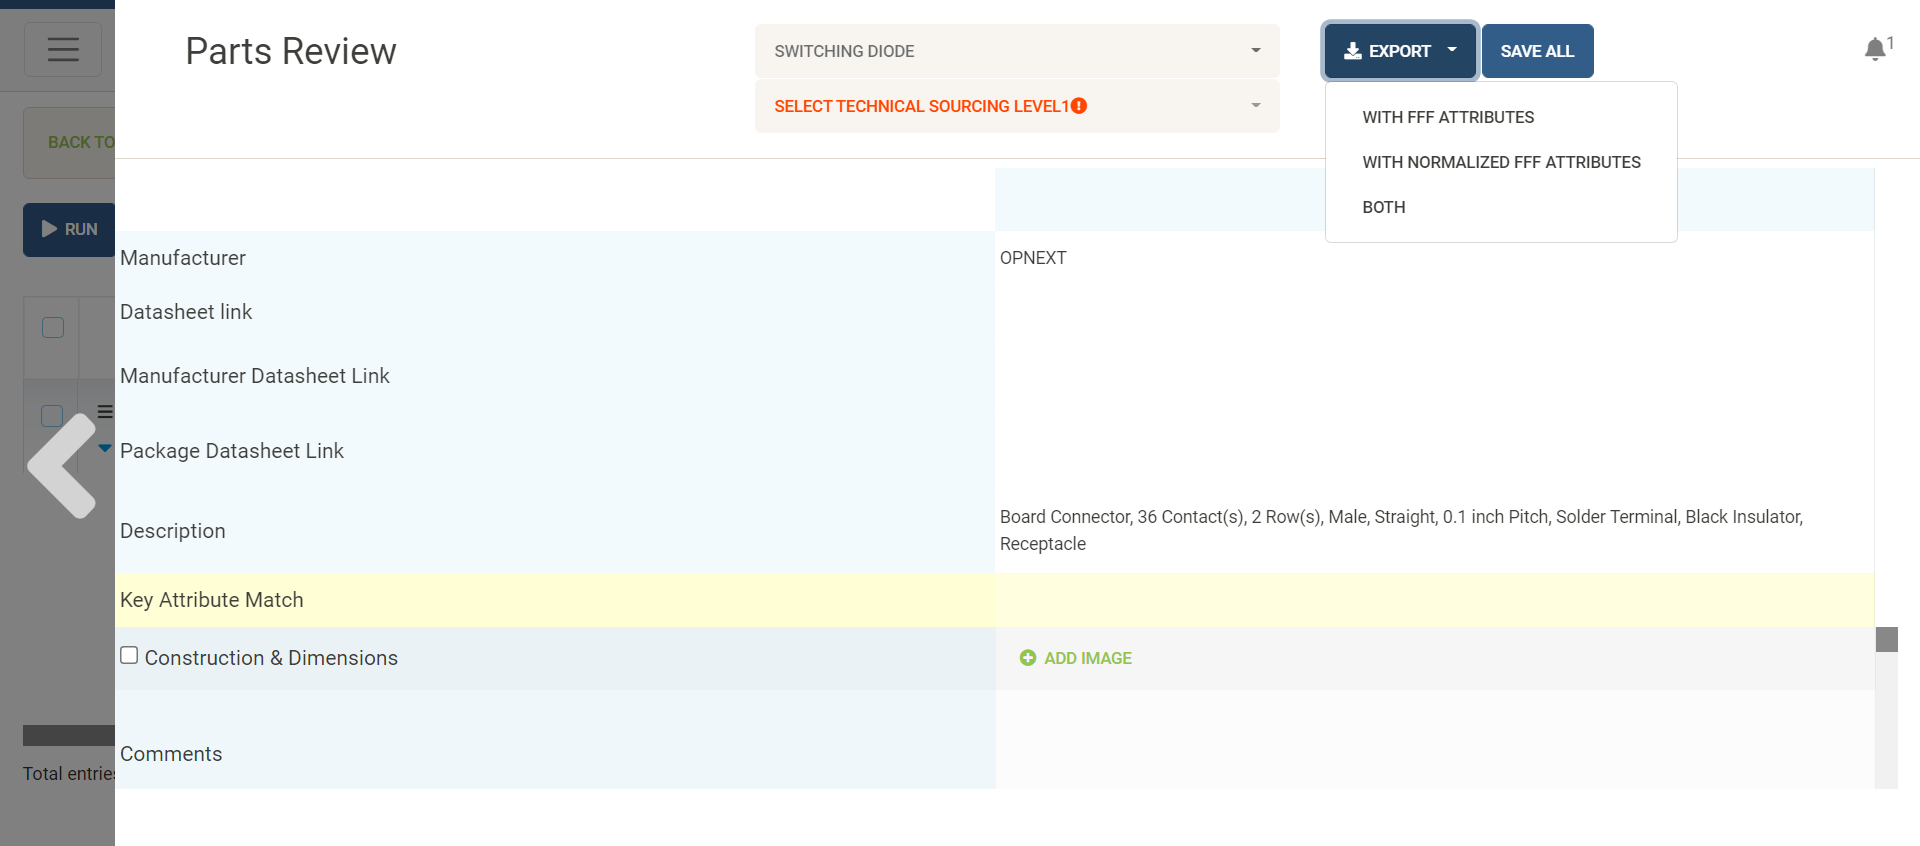 Parts Review
SWITCHING DIODE
EXPORT
SAVE ALL
1
SELECT TECHNICAL SOURCING LEVEL1
WITH FFF ATTRIBUTES
WITH NORMALIZED FFF ATTRIBUTES
BOTH
BACK TO
RUN
Manufacturer
OPNEXT
Datasheet link
Manufacturer Datasheet Link
Package Datasheet Link
Description
Board Connector, 36 Contact(s), 2 Row(s), Male, Straight, 0.1 inch Pitch, Solder Terminal, Black Insulator,
Receptacle
Key Attribute Match
Construction & Dimensions
ADD IMAGE
Comments
Total entries